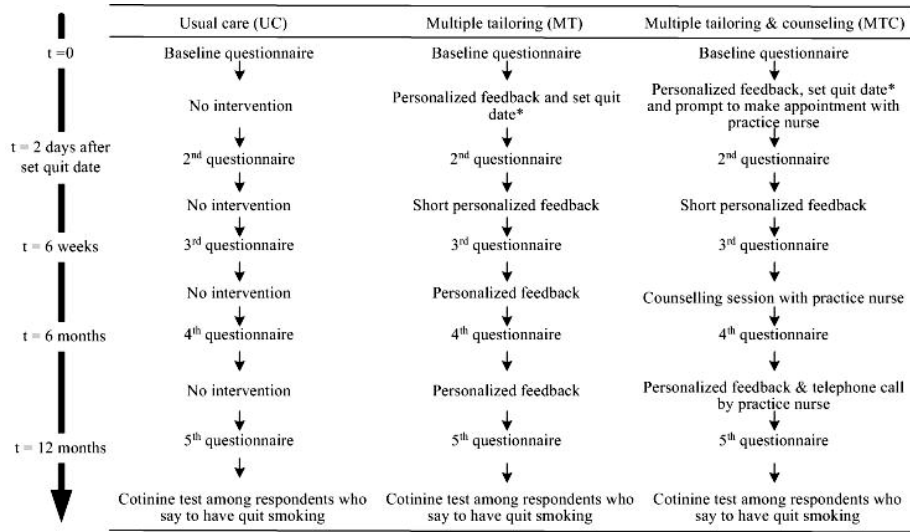 Usual care (UC) Multiple tailoring (MT) Multiple tailoring & counseling (MTC)
t =0 Baseline questionnaire Baseline questionnaire Baseline questionnaire
No intervention Personalized feedback and set quit date* Personalized feedback, set quit date* and prompt to make appointment with practice nurse
t = 2 days after set quit date 2nd questionnaire 2nd questionnaire 2nd questionnaire
No intervention Short personalized feedback Short personalized feedback
t = 6 weeks 3rd questionnaire 3rd questionnaire 3rd questionnaire
No intervention Personalized feedback Counselling session with practice nurse
t = 6 months 4th questionnaire 4th questionnaire 4th questionnaire
No intervention Personalized feedback Personalized feedback & telephone call by practice nurse
t = 12 months 5th questionnaire 5th questionnaire 5th questionnaire
Cotinine test among respondents who say to have quit smoking Cotinine test among respondents who say to have quit smoking Cotinine test among respondents who say to have quit smoking